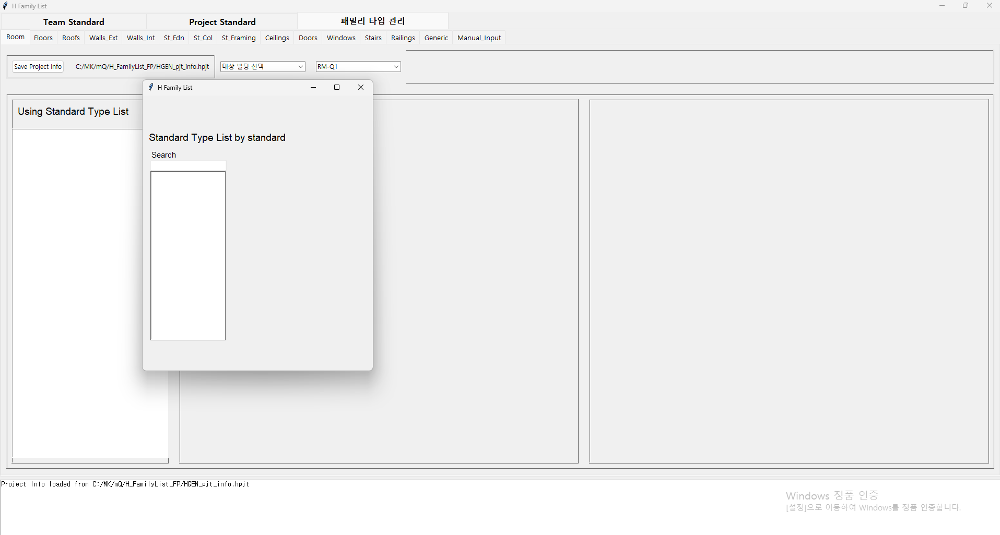 H Family List
Team Standard Project Standard 패밀리 타입 관리
Room Floors Roofs Walls_Ext Walls_Int St_Fdn St_Col St_Framing Ceilings Doors Windows Stairs Railings Generic Manual_Input
Save Project Info C:/MK/mQ/H_FamilyList_FP/HGEN_pjt_info.hpjt 대상 빌딩 선택 RM-Q1
H Family List
Using Standard Type List
Standard Type List by standard
Search
Project Info loaded from C:/MK/mQ/H_FamilyList_FP/HGEN_pjt_info.hpjt
Windows 정품 인증
[설정]으로 이동하여 Windows를 정품 인증합니다.